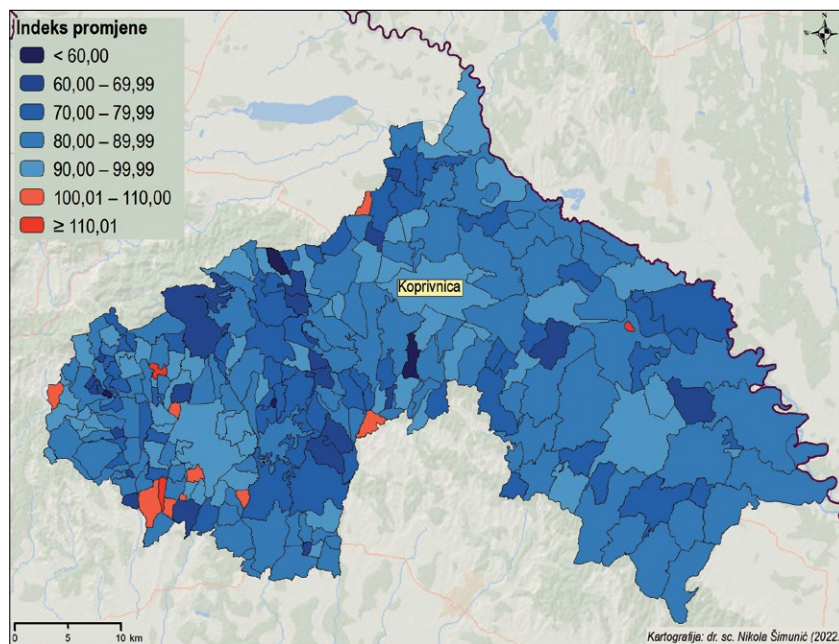 Indeks promjene
< 60,00
60,00 – 69,99
70,00 – 79,99
80,00 – 89,99
90,00 – 99,99
100,01 – 110,00
≥ 110,01
N
W
S
Koprivnica
0 5 10 km
Kartografija: dr. sc. Nikola Šimunić (2022